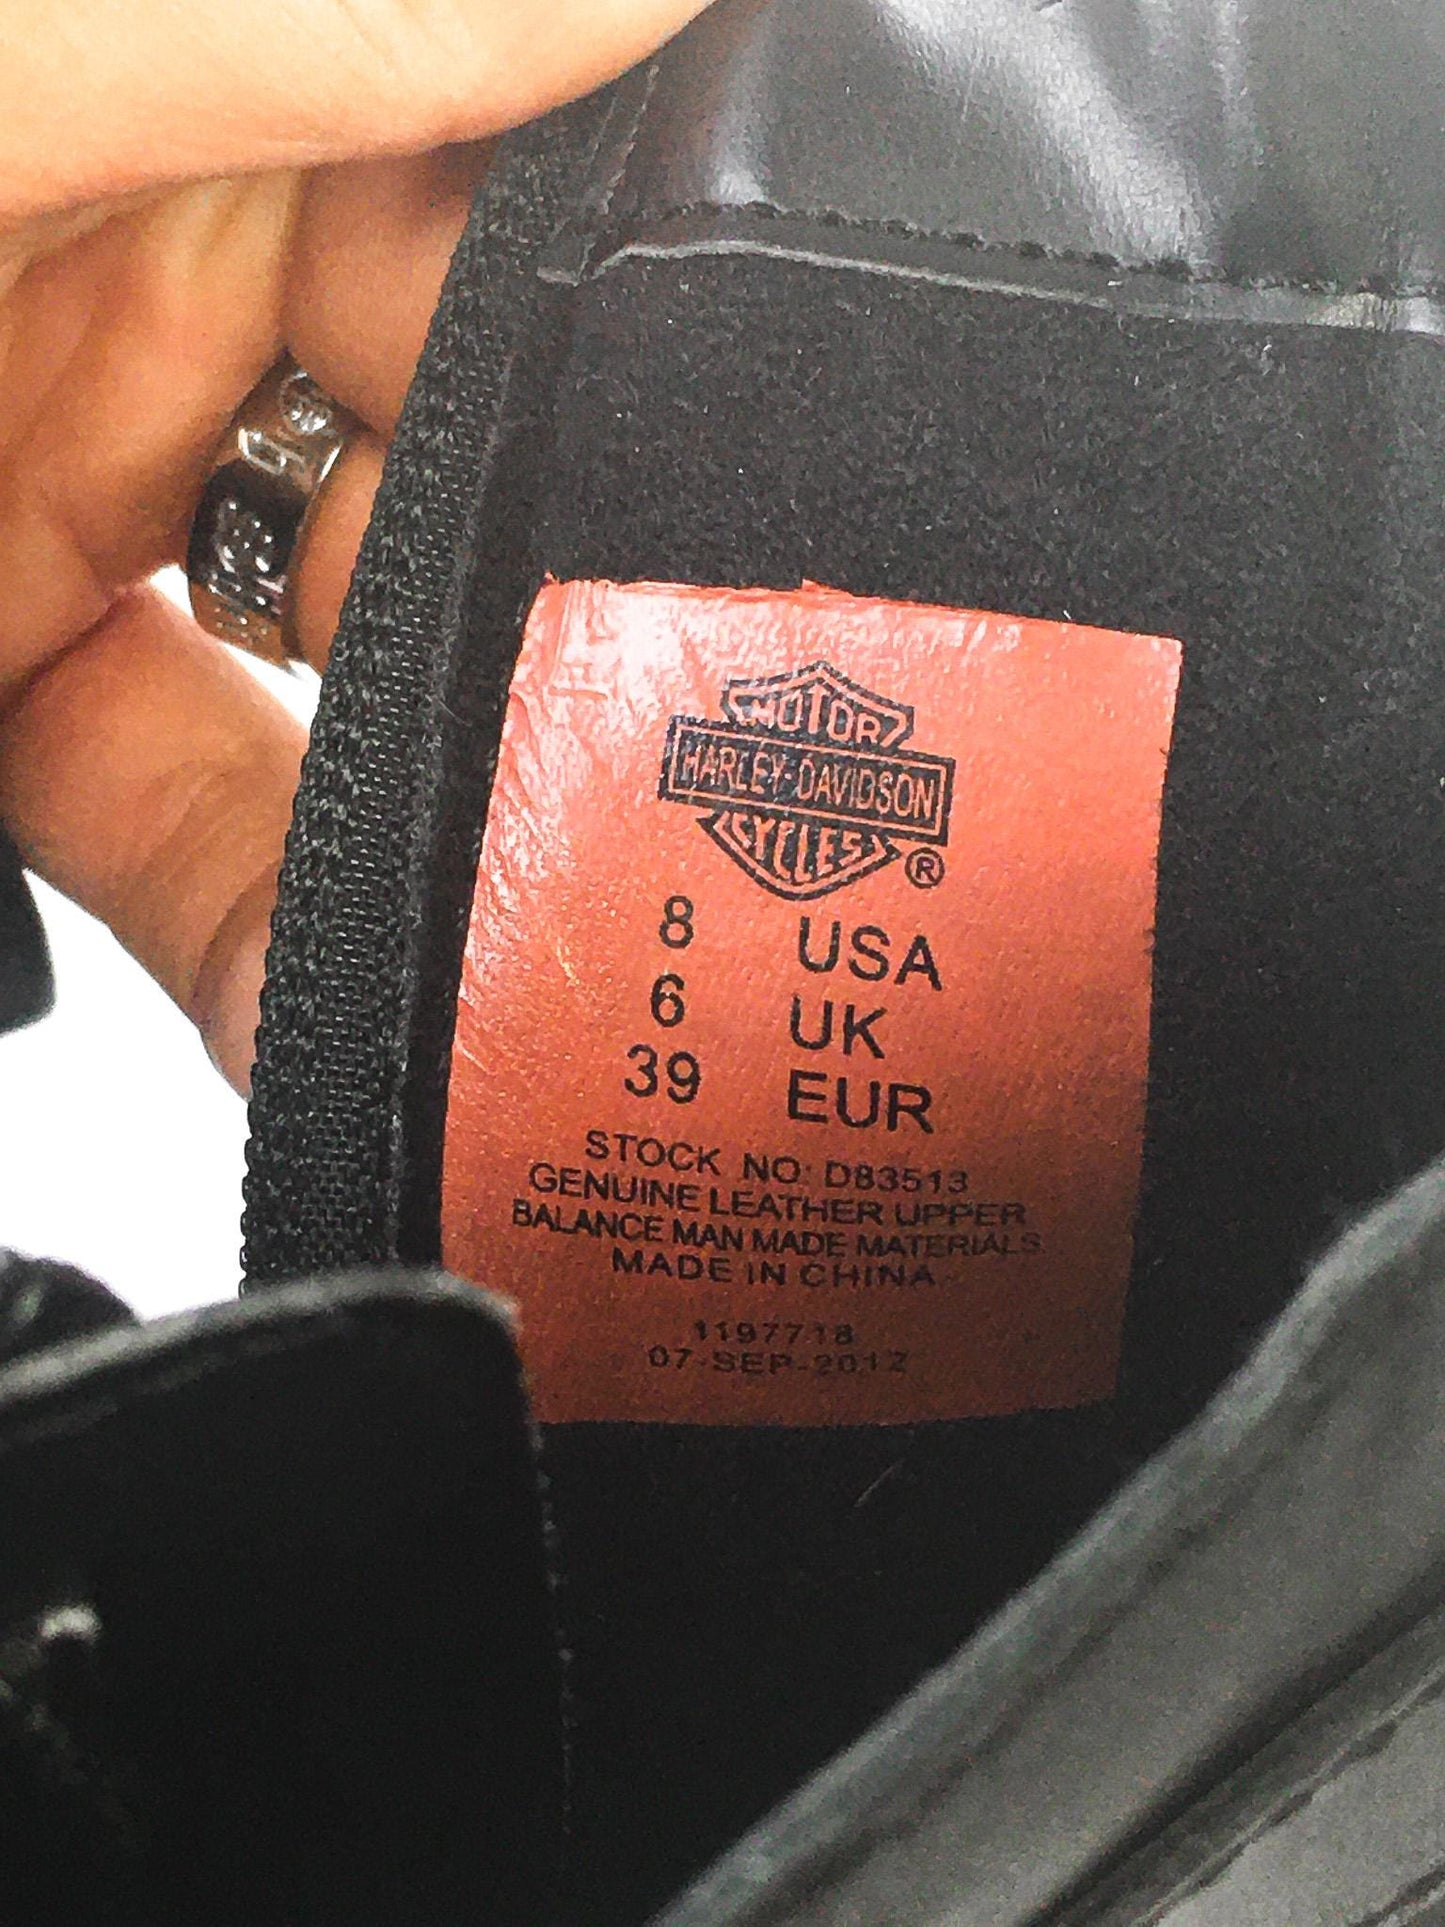 MOTOR
HARLEY-DAVIDSON
CYCLES
®
8 USA
6 UK
39 EUR
STOCK NO: D83513
GENUINE LEATHER UPPER
BALANCE MAN MADE MATERIALS.
MADE IN CHINA
1197718
07-SEP-2012